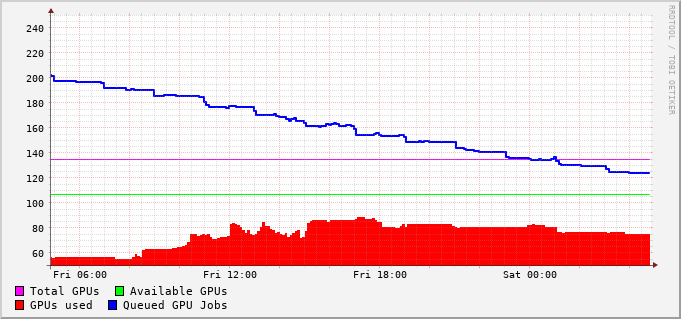 240
220
200
180
160
140
120
100
80
60
Fri 06:00 Fri 12:00 Fri 18:00 Sat 00:00
Total GPUs Available GPUs
GPUs used Queued GPU Jobs
RRDTOOL / TOBI OETIKER